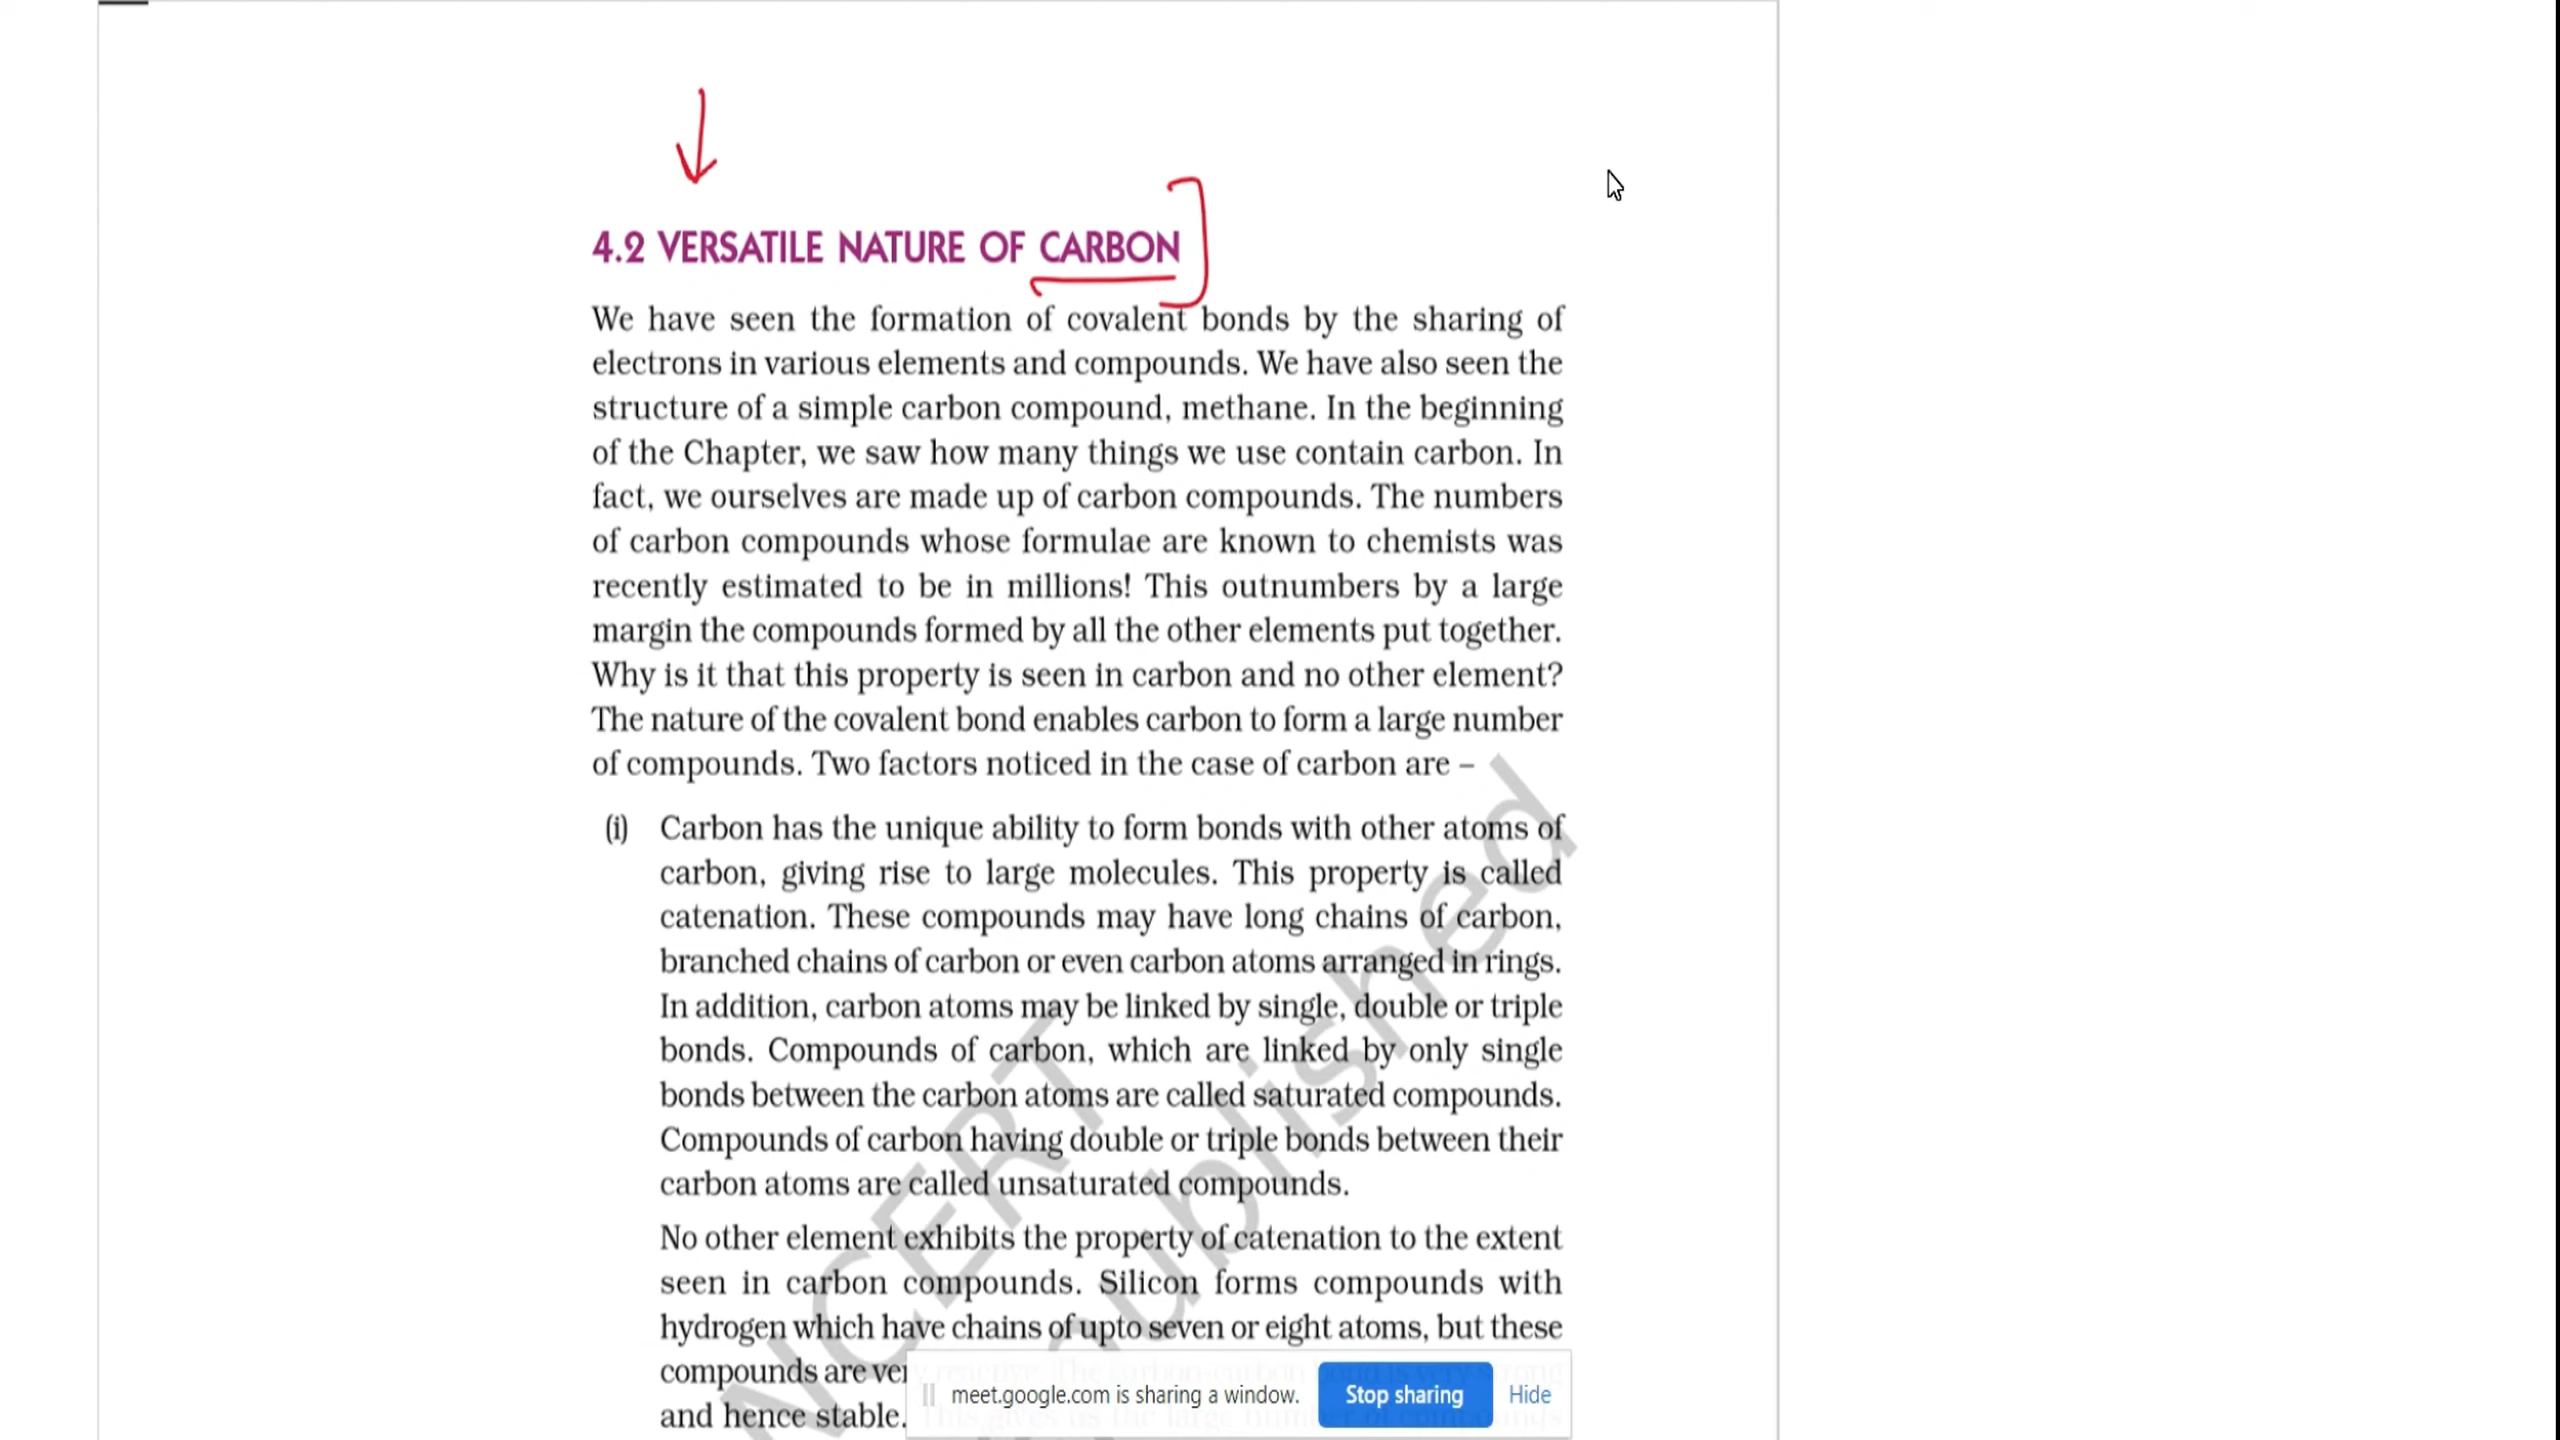 4.2 VERSATILE NATURE OF CARBON
We have seen the formation of covalent bonds by the sharing of
electrons in various elements and compounds. We have also seen the
structure of a simple carbon compound, methane. In the beginning
of the Chapter, we saw how many things we use contain carbon. In
fact, we ourselves are made up of carbon compounds. The numbers
of carbon compounds whose formulae are known to chemists was
recently estimated to be in millions! This outnumbers by a large
margin the compounds formed by all the other elements put together.
Why is it that this property is seen in carbon and no other element?
The nature of the covalent bond enables carbon to form a large number
of compounds. Two factors noticed in the case of carbon are –
(i) Carbon has the unique ability to form bonds with other atoms of
carbon, giving rise to large molecules. This property is called
catenation. These compounds may have long chains of carbon,
branched chains of carbon or even carbon atoms arranged in rings.
In addition, carbon atoms may be linked by single, double or triple
bonds. Compounds of carbon, which are linked by only single
bonds between the carbon atoms are called saturated compounds.
Compounds of carbon having double or triple bonds between their
carbon atoms are called unsaturated compounds.
No other element exhibits the property of catenation to the extent
seen in carbon compounds. Silicon forms compounds with
hydrogen which have chains of upto seven or eight atoms, but these
compounds are
and hence stable.
meet.google.com is sharing a window. Stop sharing Hide
NCERT